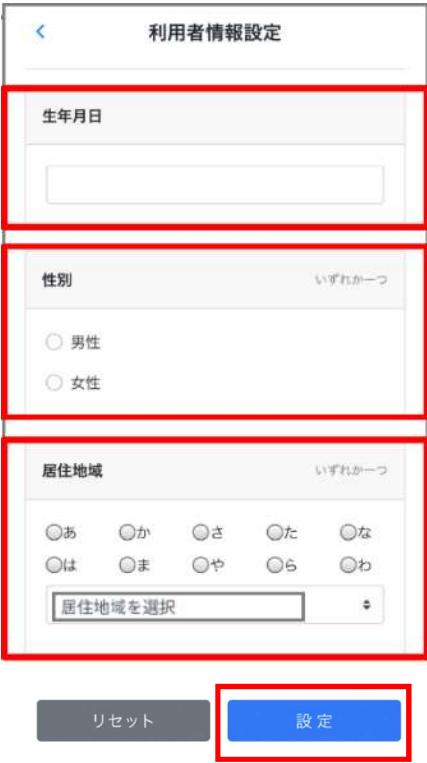 利用者情報設定
生年月日
性別 いずれか一つ
男性
女性
居住地域 いずれか一つ
あ か さ た な
は ま や ら わ
居住地域を選択
リセット 設定